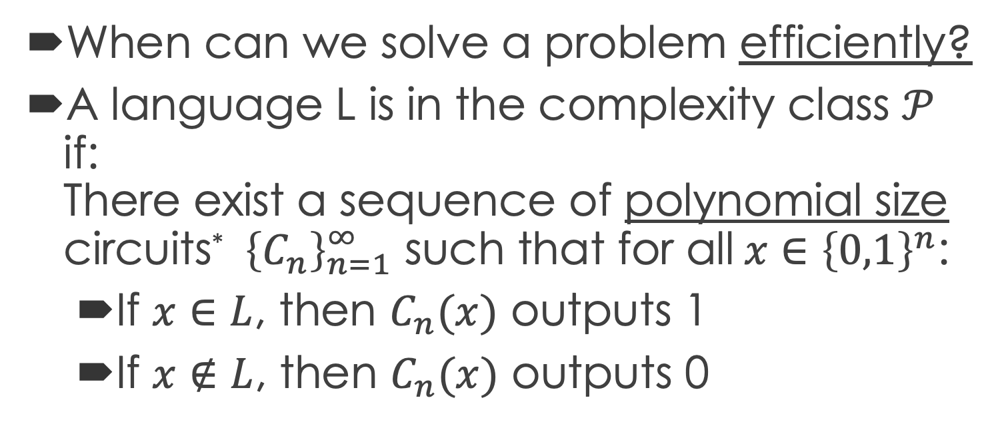 When can we solve a problem efficiently?
A language L is in the complexity class 𝒫
if:
There exist a sequence of polynomial size
circuits* {Cₙ}ₙ₌₁^∞ such that for all x ∈ {0,1}ⁿ:
If x ∈ L, then Cₙ(x) outputs 1
If x ∉ L, then Cₙ(x) outputs 0